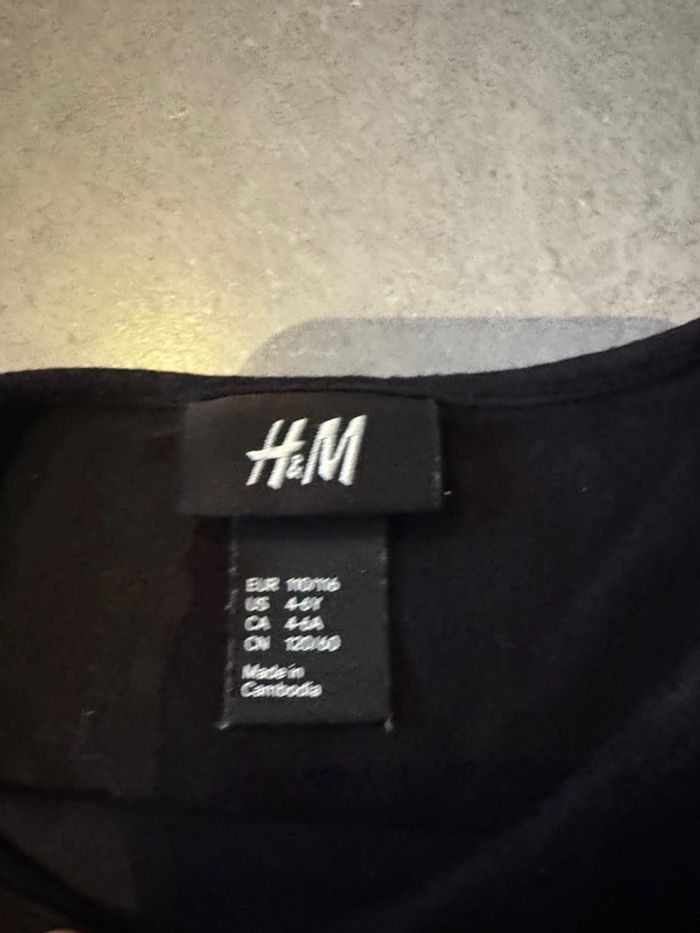 H&M
EUR 110/116
US 4-6Y
CA 4-6A
CN 120/60
Made in
Cambodia